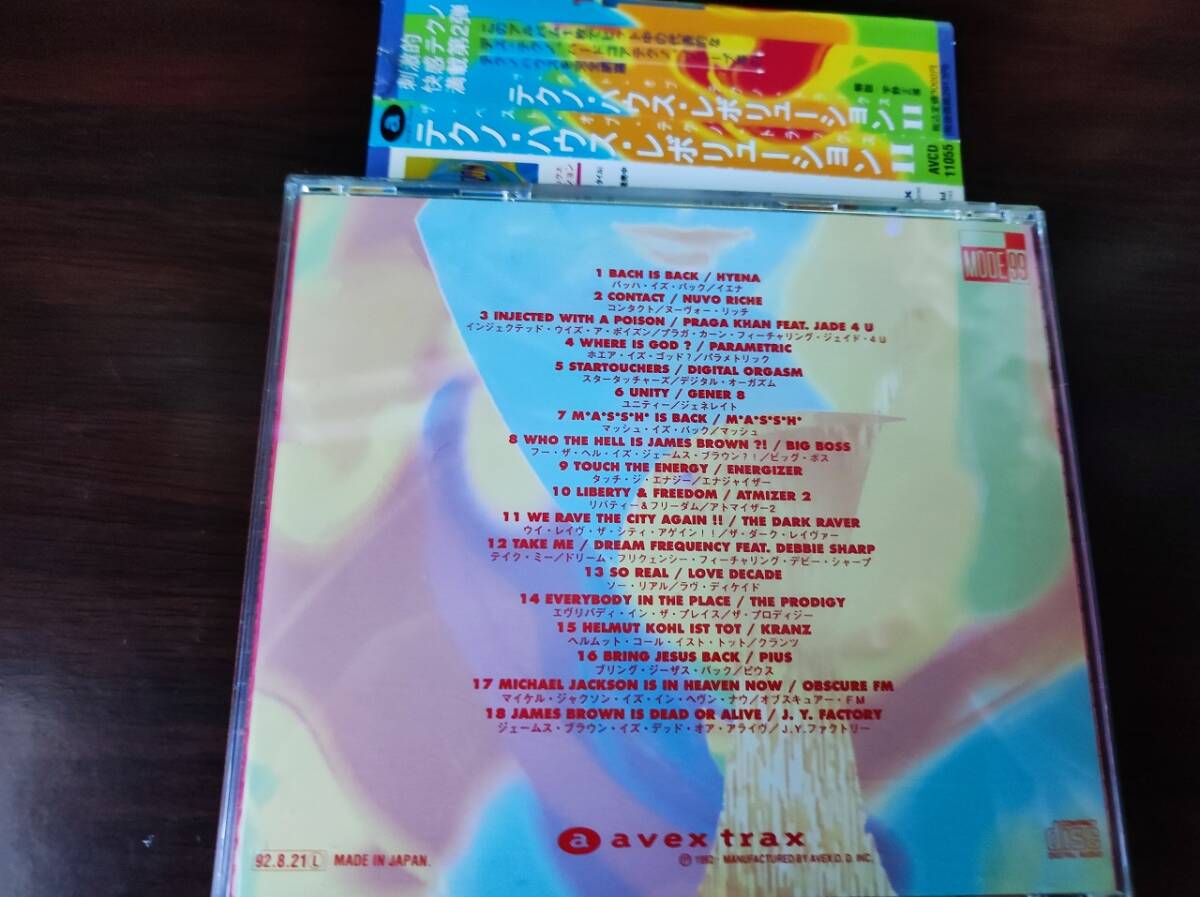 刺激的
快感テクノ
満載第2弾
テクノ・ハウス・レボリューション II
a
テクノ・ハウス・レボリューション II
AVCD
11055
MODE 99
1 BACH IS BACK / HYENA
バッハ・イズ・バック／イエナ
2 CONTACT / NUVO RICHE
コンタクト／ヌーヴォー・リッチ
3 INJECTED WITH A POISON / PRAGA KHAN FEAT. JADE 4 U
インジェクテッド・ウイズ・ア・ポイズン／プラガ・カーン・フィーチャリング・ジェイド・4U
4 WHERE IS GOD ? / PARAMETRIC
ホエア・イズ・ゴッド？／パラメトリック
5 STARTOUCHERS / DIGITAL ORGASM
スタータッチャーズ／デジタル・オーガズム
6 UNITY / GENER 8
ユニティー／ジェネレイト
7 M*A*S*S*H* IS BACK / M*A*S*S*H*
マッシュ・イズ・バック／マッシュ
8 WHO THE HELL IS JAMES BROWN ?! / BIG BOSS
フー・ザ・ヘル・イズ・ジェームス・ブラウン？！／ビッグ・ボス
9 TOUCH THE ENERGY / ENERGIZER
タッチ・ジ・エナジー／エナジャイザー
10 LIBERTY & FREEDOM / ATMIZER 2
リバティー＆フリーダム／アトマイザー2
11 WE RAVE THE CITY AGAIN !! / THE DARK RAVER
ウイ・レイヴ・ザ・シティ・アゲイン！！／ザ・ダーク・レイヴァー
12 TAKE ME / DREAM FREQUENCY FEAT. DEBBIE SHARP
テイク・ミー／ドリーム・フリクェンシー・フィーチャリング・デビー・シャープ
13 SO REAL / LOVE DECADE
ソー・リアル／ラヴ・ディケイド
14 EVERYBODY IN THE PLACE / THE PRODIGY
エヴリバディ・イン・ザ・プレイス／ザ・プロディジー
15 HELMUT KOHL IST TOT / KRANZ
ヘルムット・コール・イスト・トット／クランツ
16 BRING JESUS BACK / PIUS
ブリング・ジーザス・バック／ピウス
17 MICHAEL JACKSON IS IN HEAVEN NOW / OBSCURE FM
マイケル・ジャクソン・イズ・イン・ヘヴン・ナウ／オブスキュアー・FM
18 JAMES BROWN IS DEAD OR ALIVE / J. Y. FACTORY
ジェームス・ブラウン・イズ・デッド・オア・アライヴ／J.Y.ファクトリー
a avex trax
92.8.21 L MADE IN JAPAN.
Ⓟ 1992 · MANUFACTURED BY AVEX D. D. INC.
COMPACT
disc
DIGITAL AUDIO